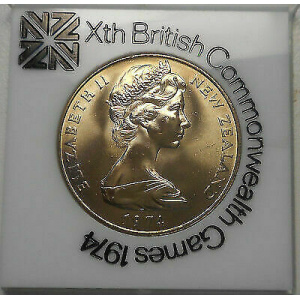 Xth British Commonwealth Games 1974
ELIZABETH II NEW ZEALAND
1974